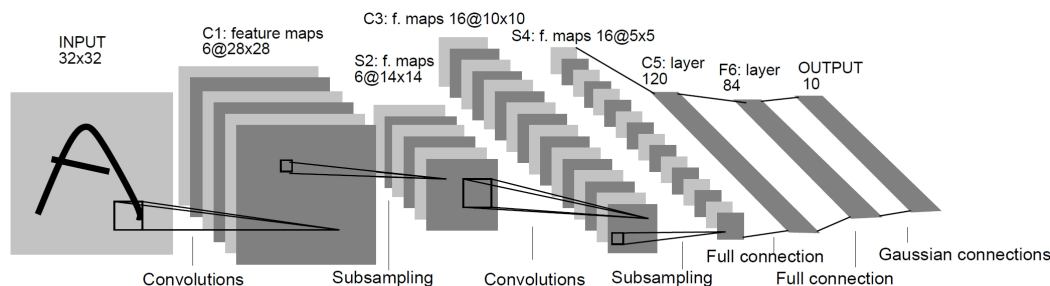 INPUT
32x32
C1: feature maps
6@28x28
S2: f. maps
6@14x14
C3: f. maps 16@10x10
S4: f. maps 16@5x5
C5: layer
120
F6: layer
84
OUTPUT
10
Convolutions
Subsampling
Convolutions
Subsampling
Full connection
Full connection
Gaussian connections